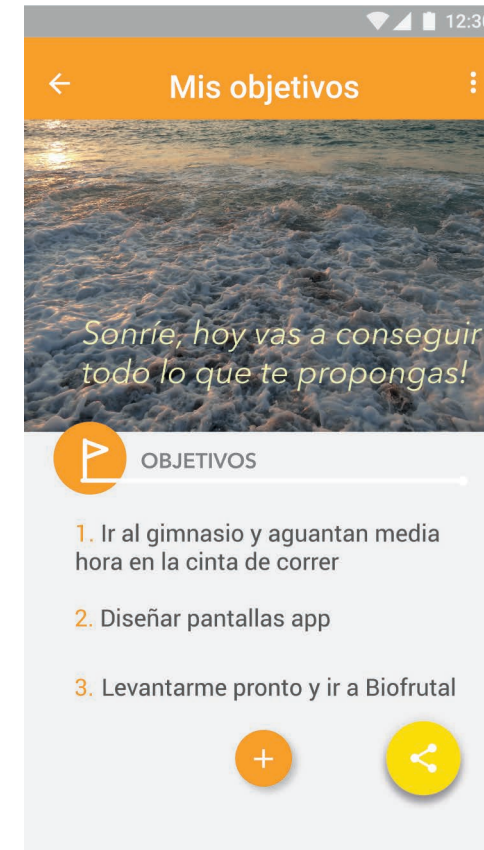 12:30
Mis objetivos
Sonríe, hoy vas a conseguir
todo lo que te propongas!
OBJETIVOS
1. Ir al gimnasio y aguantan media
hora en la cinta de correr
2. Diseñar pantallas app
3. Levantarme pronto y ir a Biofrutal